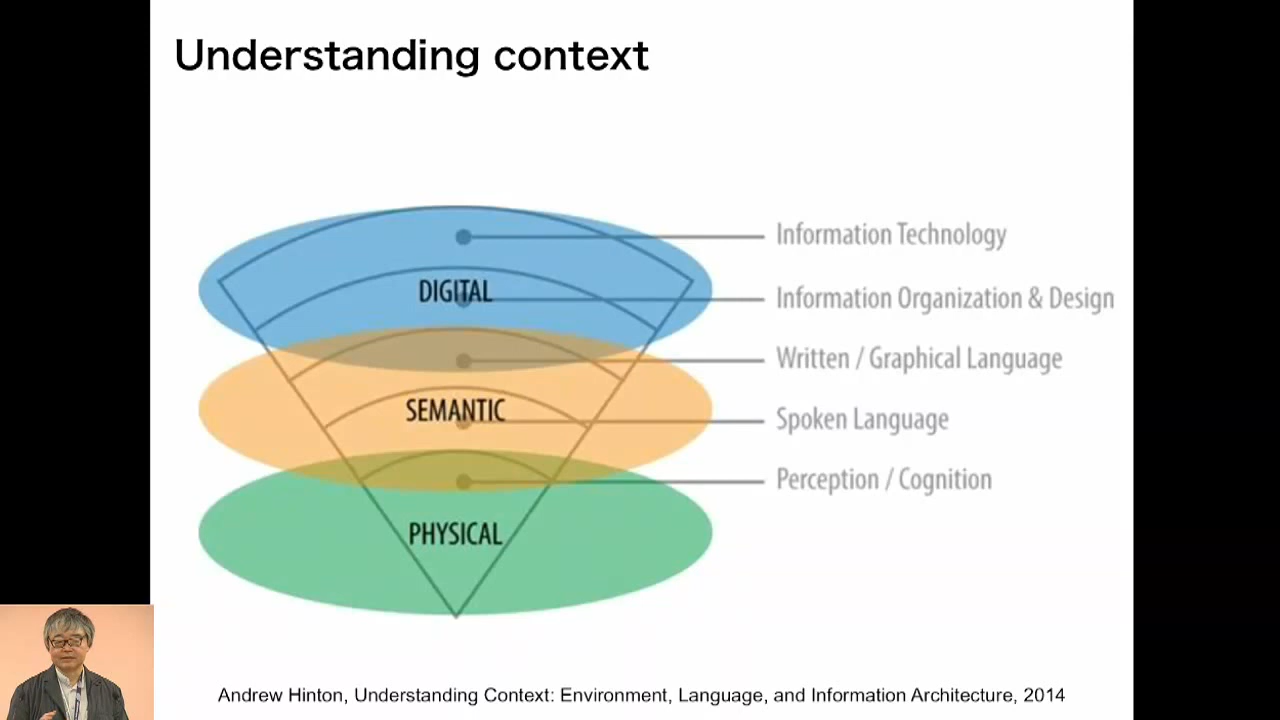 Understanding context
Information Technology
DIGITAL
Information Organization & Design
Written / Graphical Language
SEMANTIC
Spoken Language
Perception / Cognition
PHYSICAL
Andrew Hinton, Understanding Context: Environment, Language, and Information Architecture, 2014